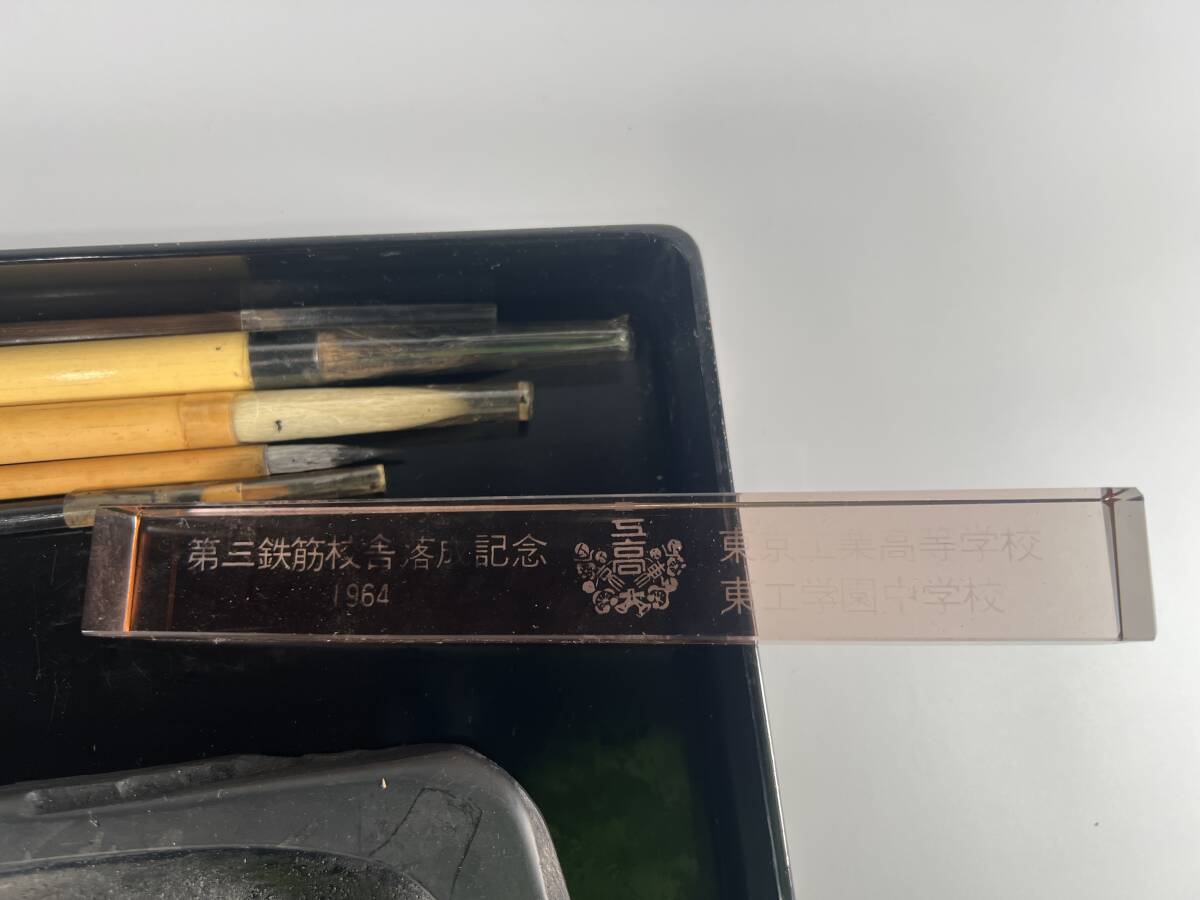 第三鉄筋校舎落成記念
1964
東京工業高等学校
東工学園中学校